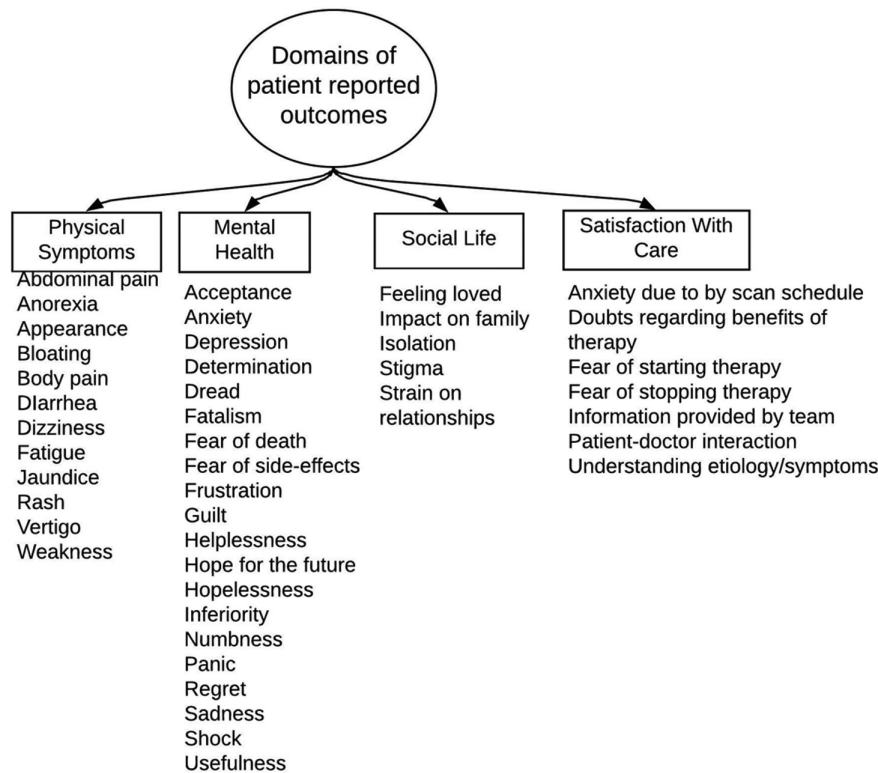 Domains of
patient reported
outcomes
Physical
Symptoms
Abdominal pain
Anorexia
Appearance
Bloating
Body pain
DIarrhea
Dizziness
Fatigue
Jaundice
Rash
Vertigo
Weakness
Mental
Health
Acceptance
Anxiety
Depression
Determination
Dread
Fatalism
Fear of death
Fear of side-effects
Frustration
Guilt
Helplessness
Hope for the future
Hopelessness
Inferiority
Numbness
Panic
Regret
Sadness
Shock
Usefulness
Social Life
Feeling loved
Impact on family
Isolation
Stigma
Strain on
relationships
Satisfaction With
Care
Anxiety due to by scan schedule
Doubts regarding benefits of
therapy
Fear of starting therapy
Fear of stopping therapy
Information provided by team
Patient-doctor interaction
Understanding etiology/symptoms